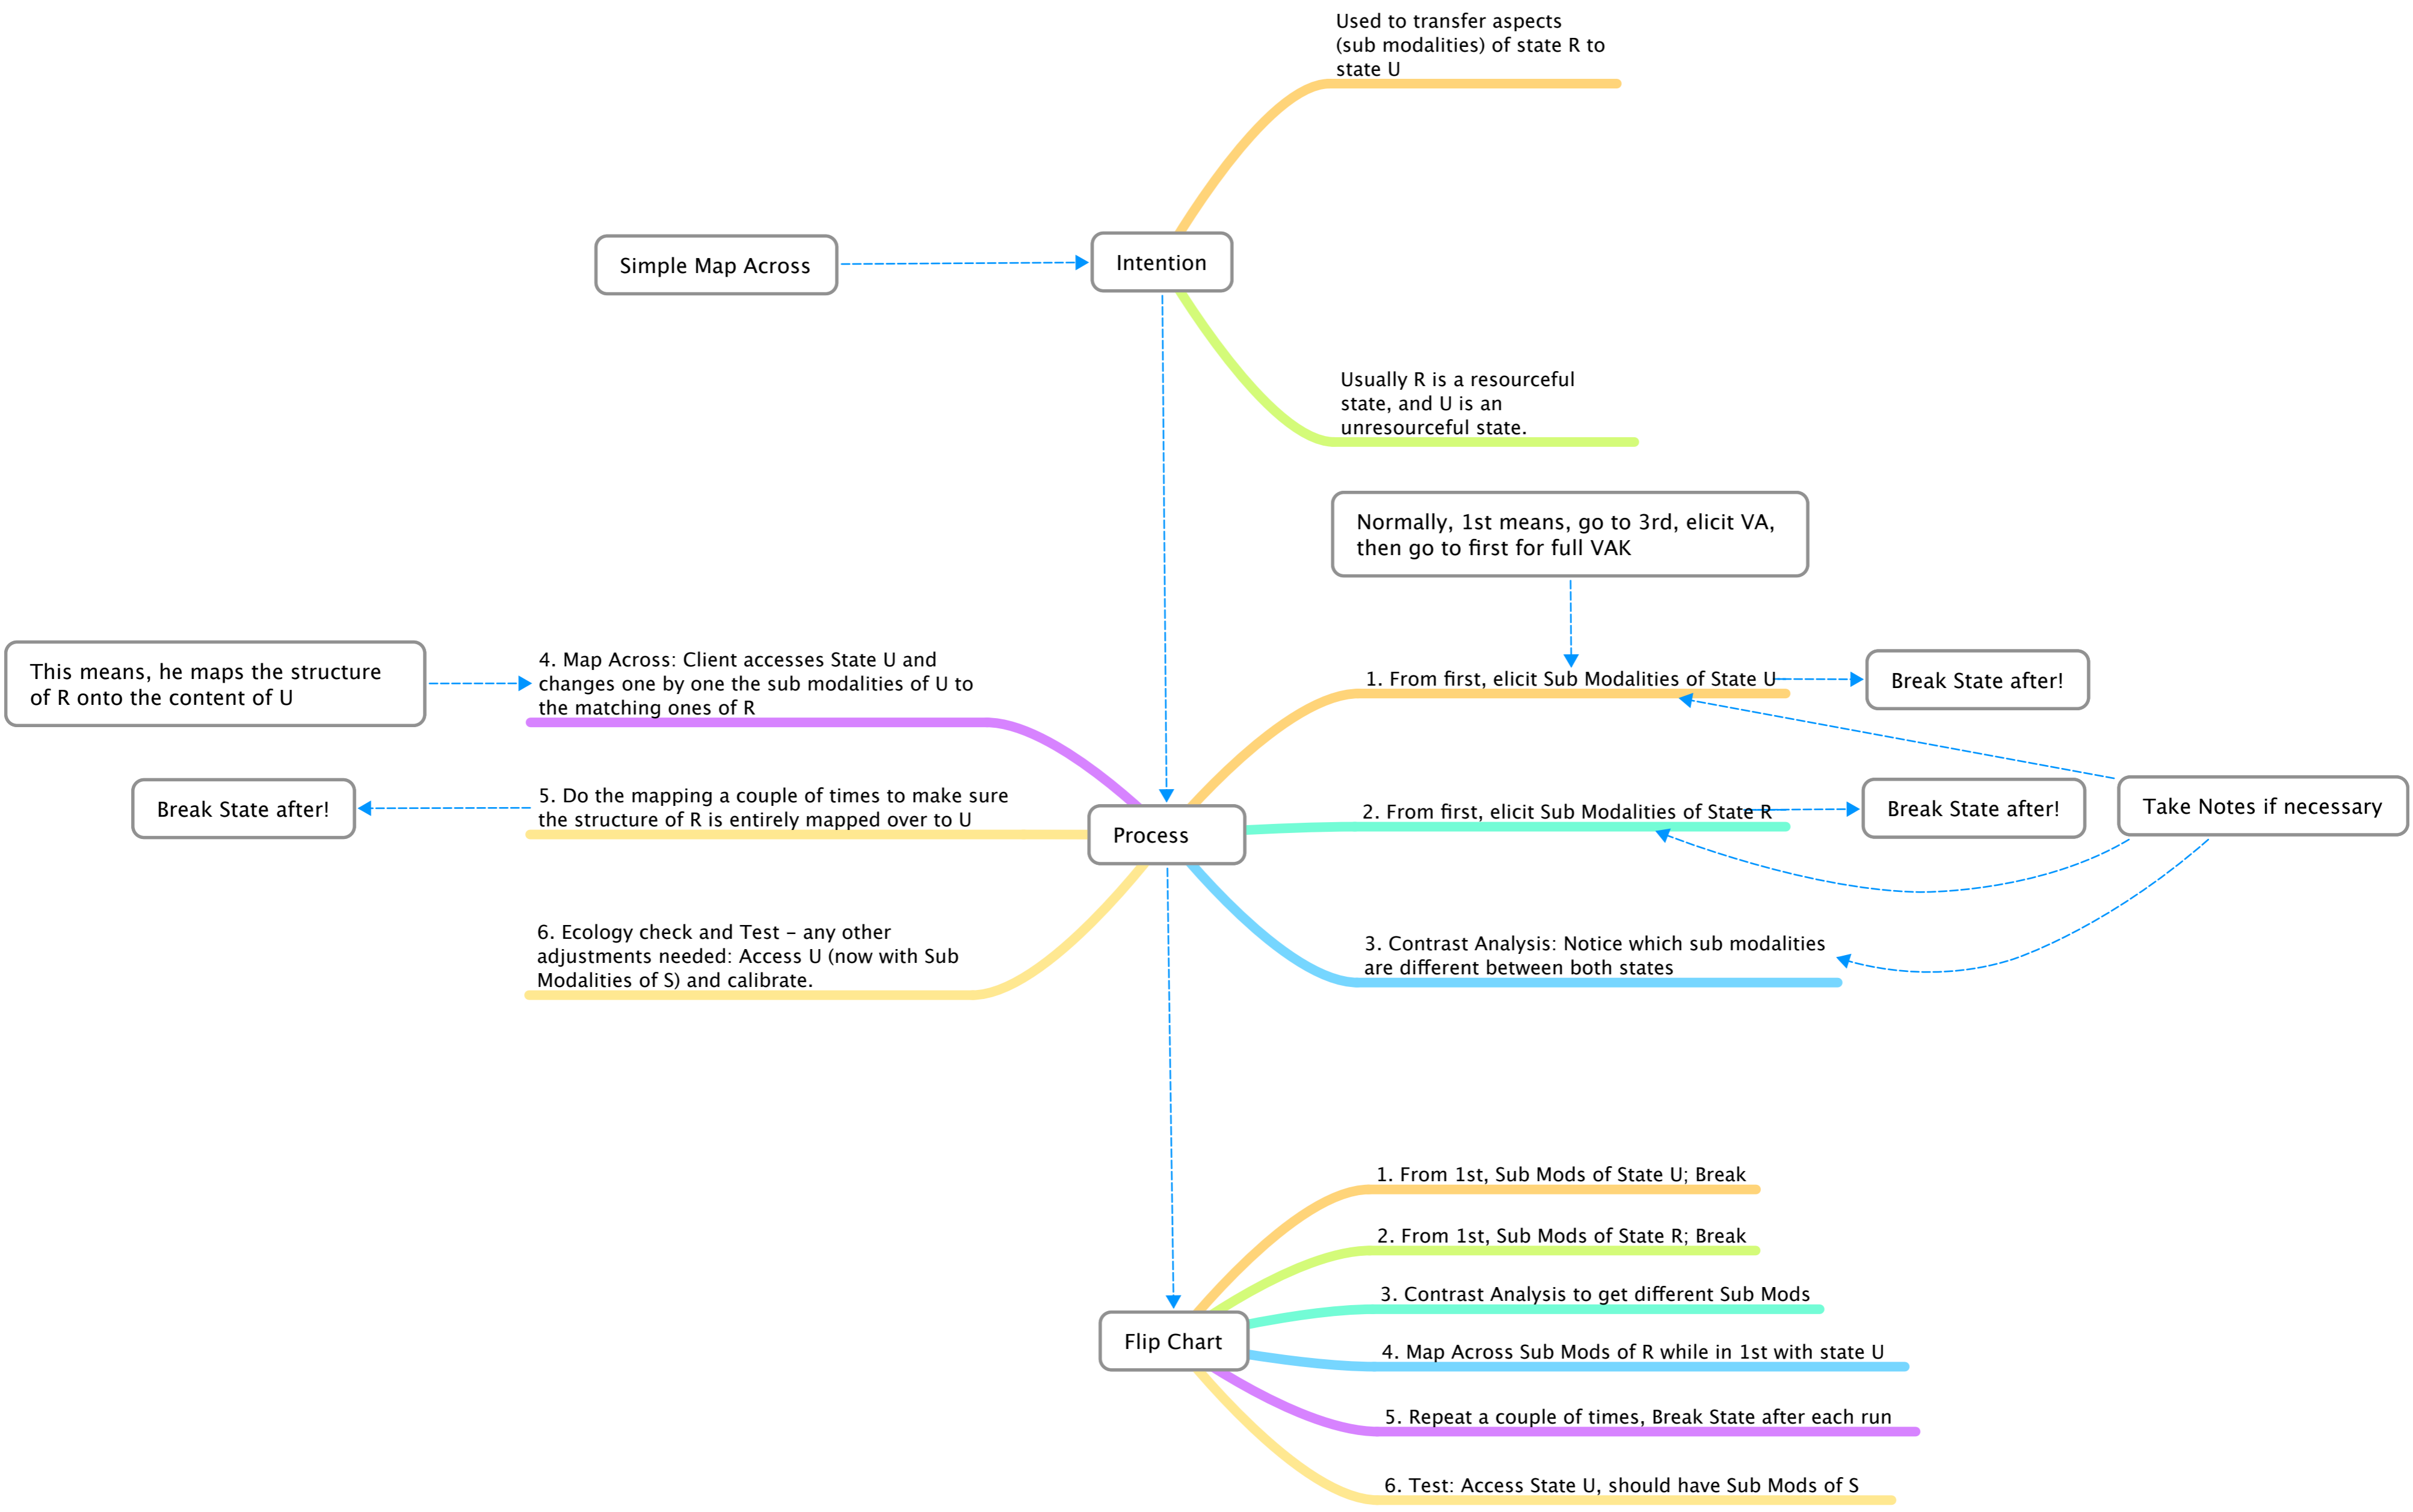 Used to transfer aspects
(sub modalities) of state R to
state U
Simple Map Across
Intention
Usually R is a resourceful
state, and U is an
unresourceful state.
Normally, 1st means, go to 3rd, elicit VA,
then go to first for full VAK
This means, he maps the structure
of R onto the content of U
4. Map Across: Client accesses State U and
changes one by one the sub modalities of U to
the matching ones of R
1. From first, elicit Sub Modalities of State U
Break State after!
Break State after!
5. Do the mapping a couple of times to make sure
the structure of R is entirely mapped over to U
Process
2. From first, elicit Sub Modalities of State R
Break State after!
Take Notes if necessary
6. Ecology check and Test – any other
adjustments needed: Access U (now with Sub
Modalities of S) and calibrate.
3. Contrast Analysis: Notice which sub modalities
are different between both states
Flip Chart
1. From 1st, Sub Mods of State U; Break
2. From 1st, Sub Mods of State R; Break
3. Contrast Analysis to get different Sub Mods
4. Map Across Sub Mods of R while in 1st with state U
5. Repeat a couple of times, Break State after each run
6. Test: Access State U, should have Sub Mods of S